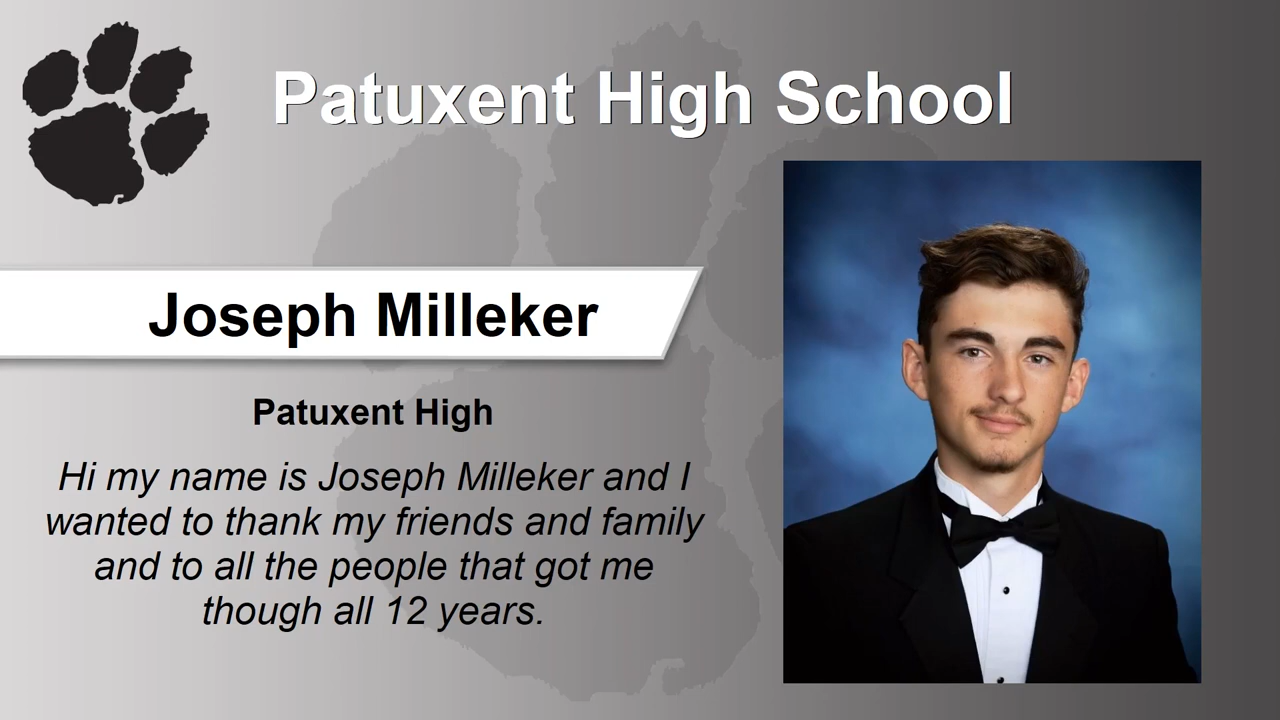 Patuxent High School
Joseph Milleker
Patuxent High
Hi my name is Joseph Milleker and I
wanted to thank my friends and family
and to all the people that got me
though all 12 years.